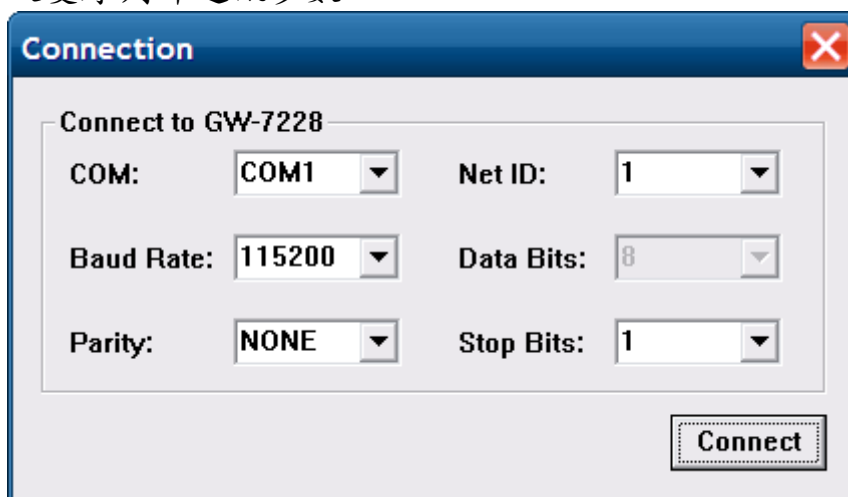 Connection
Connect to GW-7228
COM: COM1 Net ID: 1
Baud Rate: 115200 Data Bits: 8
Parity: NONE Stop Bits: 1
Connect